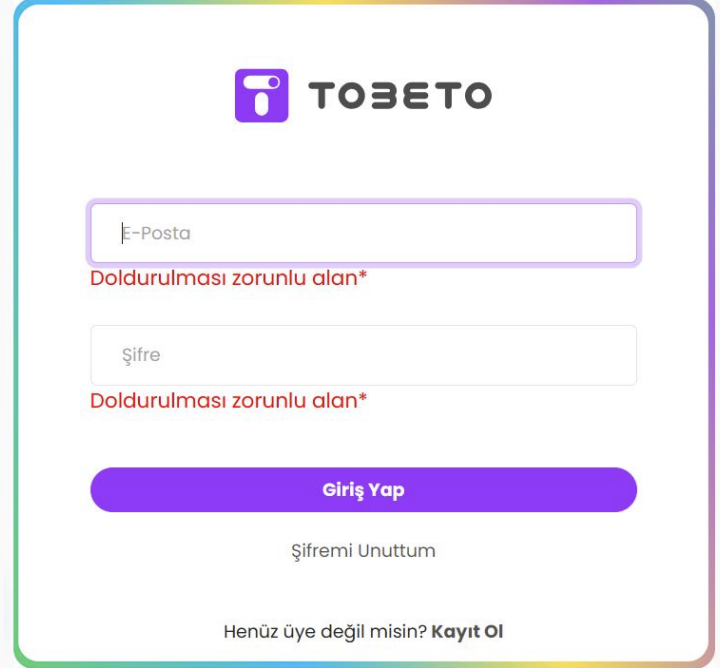 TOBETO
E-Posta
Doldurulması zorunlu alan*
Şifre
Doldurulması zorunlu alan*
Giriş Yap
Şifremi Unuttum
Henüz üye değil misin? Kayıt Ol